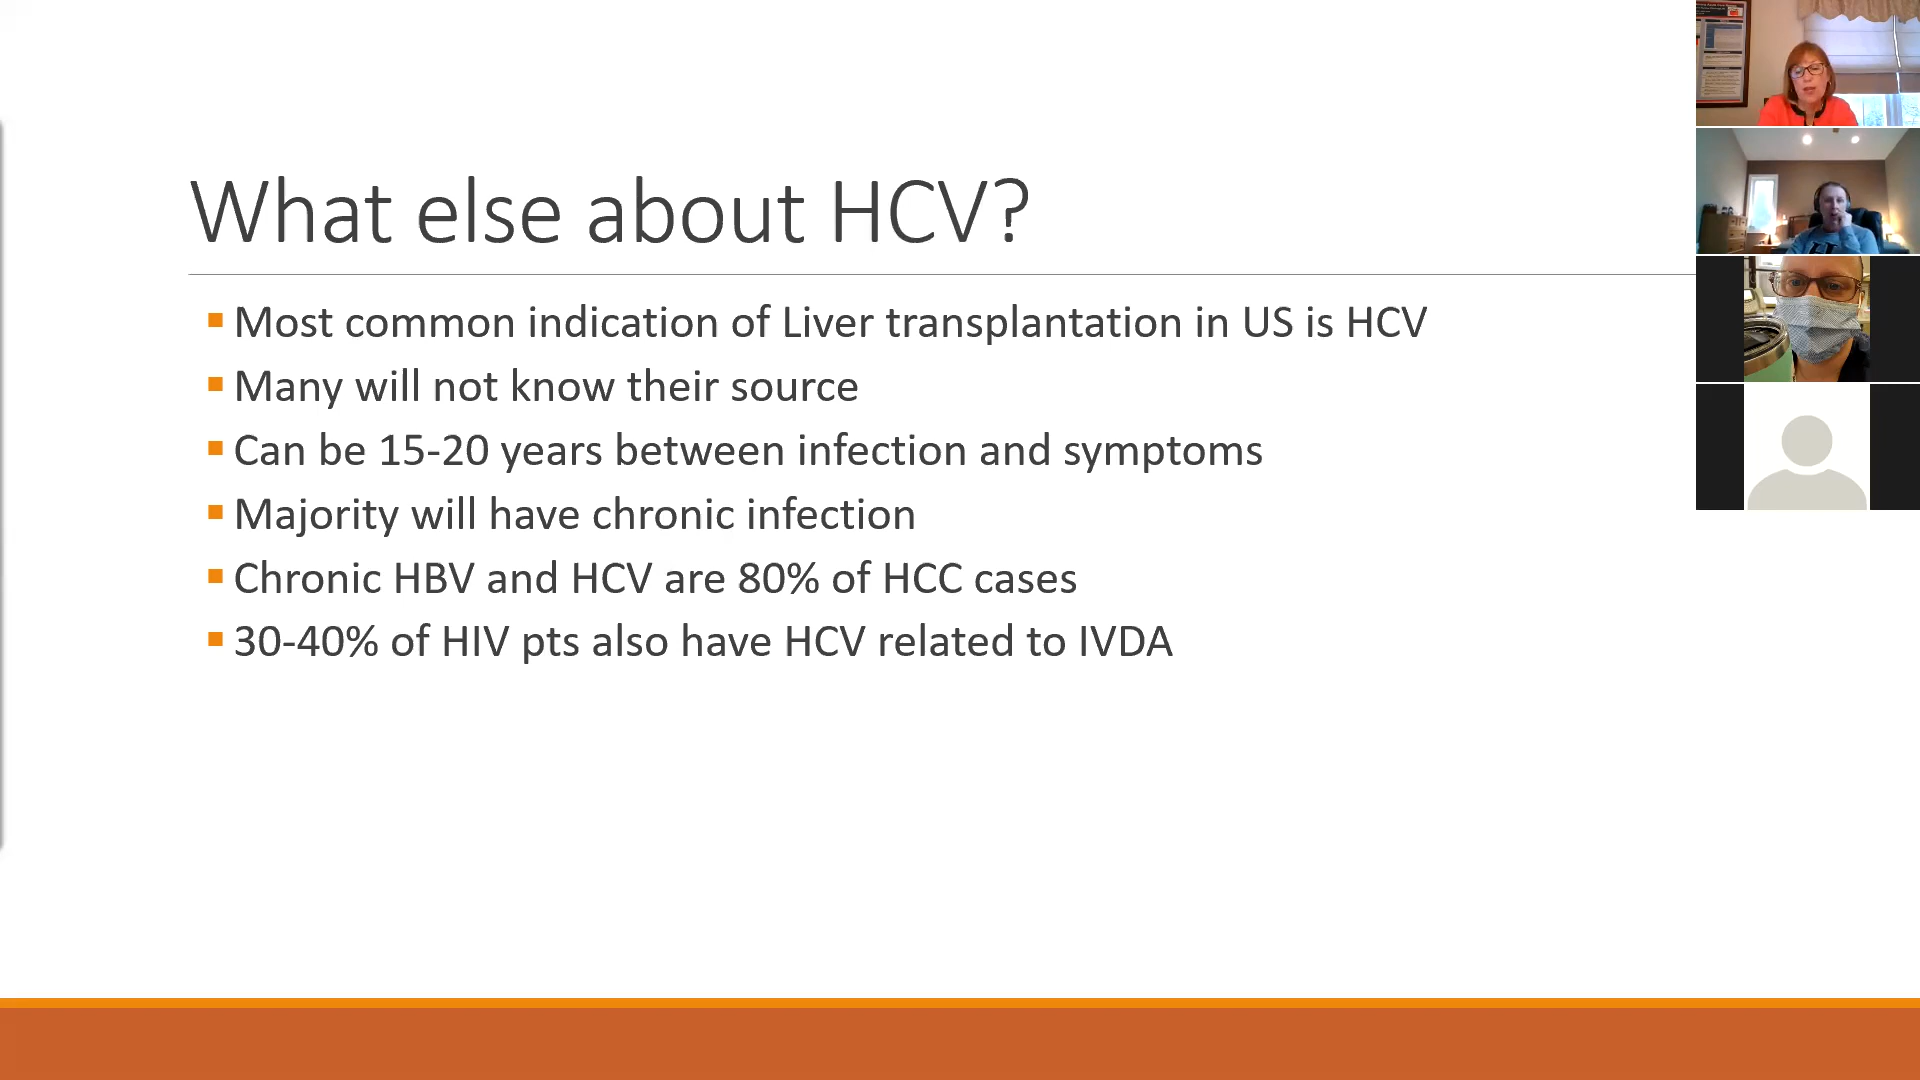 What else about HCV?
Most common indication of Liver transplantation in US is HCV
Many will not know their source
Can be 15-20 years between infection and symptoms
Majority will have chronic infection
Chronic HBV and HCV are 80% of HCC cases
30-40% of HIV pts also have HCV related to IVDA